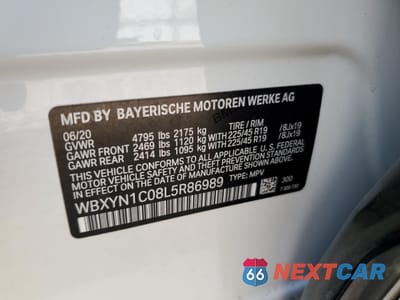 MFD BY BAYERISCHE MOTOREN WERKE AG
06/20 TIRE / RIM
GVWR 4795 lbs 2175 kg
GAWR FRONT 2469 lbs 1120 kg WITH 225/45 R19 /8Jx19
GAWR REAR 2414 lbs 1095 kg WITH 225/45 R19 /8Jx19
THIS VEHICLE CONFORMS TO ALL APPLICABLE U.S. FEDERAL
MOTOR VEHICLE SAFETY, BUMPER, AND THEFT PREVENTION
STANDARDS IN EFFECT ON THE DATE OF
MANUFACTURE SHOWN ABOVE.
WBXYN1C08L5R86989 TYPE: MPV 300
66 NEXTCAR